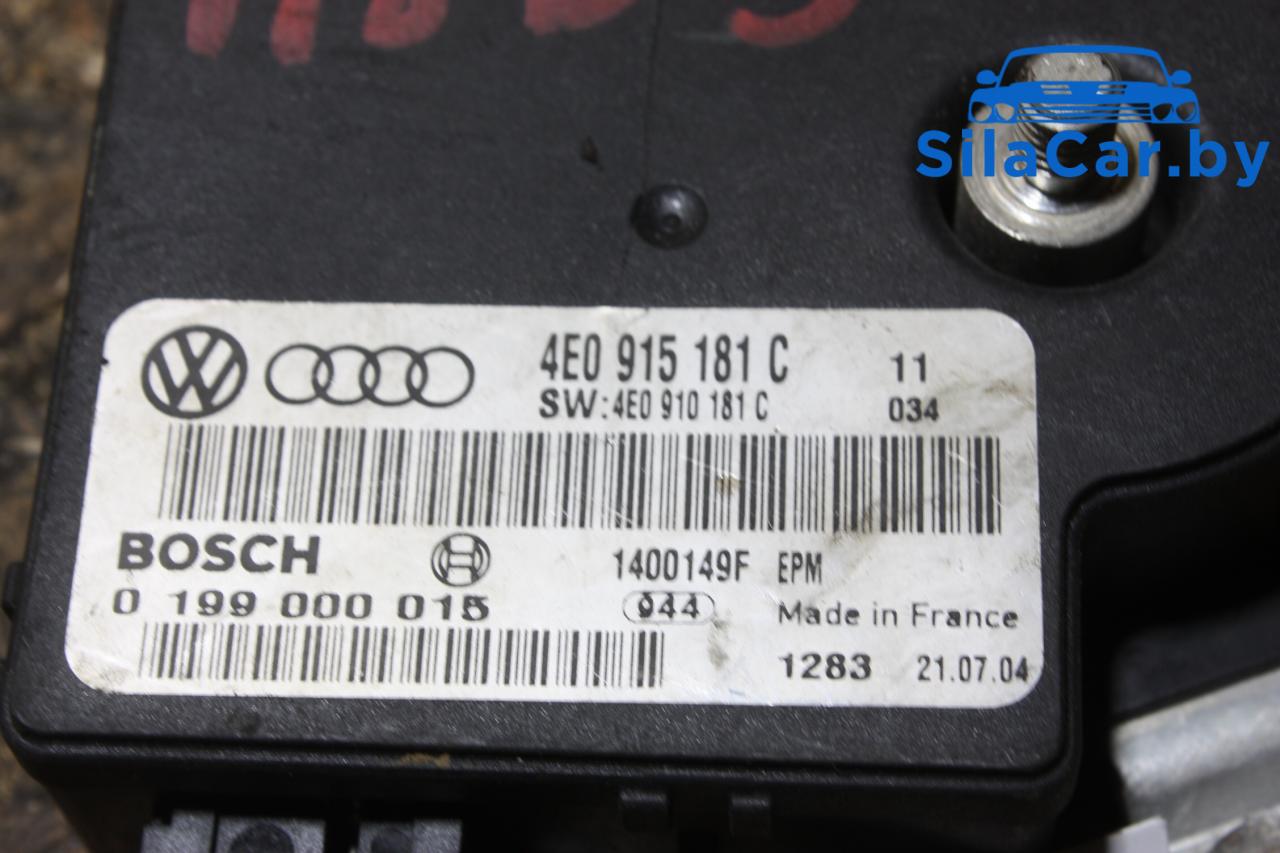 SilaCar.by
4E0 915 181 C 11
SW:4E0 910 181 C 034
BOSCH 1400149F EPM
0 199 000 015 044 Made in France
1283 21.07.04